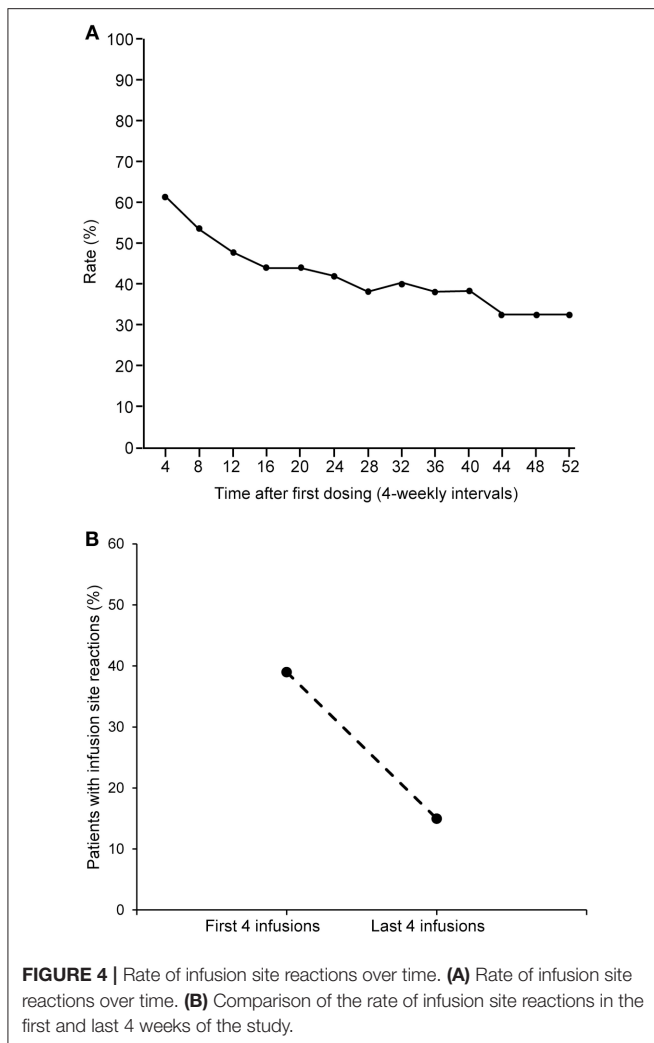 A
100
90
80
70
60
50
40
30
20
10
0
Rate (%)
4 8 12 16 20 24 28 32 36 40 44 48 52
Time after first dosing (4-weekly intervals)
B
60
50
40
30
20
10
0
Patients with infusion site reactions (%)
First 4 infusions Last 4 infusions
FIGURE 4 | Rate of infusion site reactions over time. (A) Rate of infusion site
reactions over time. (B) Comparison of the rate of infusion site reactions in the
first and last 4 weeks of the study.